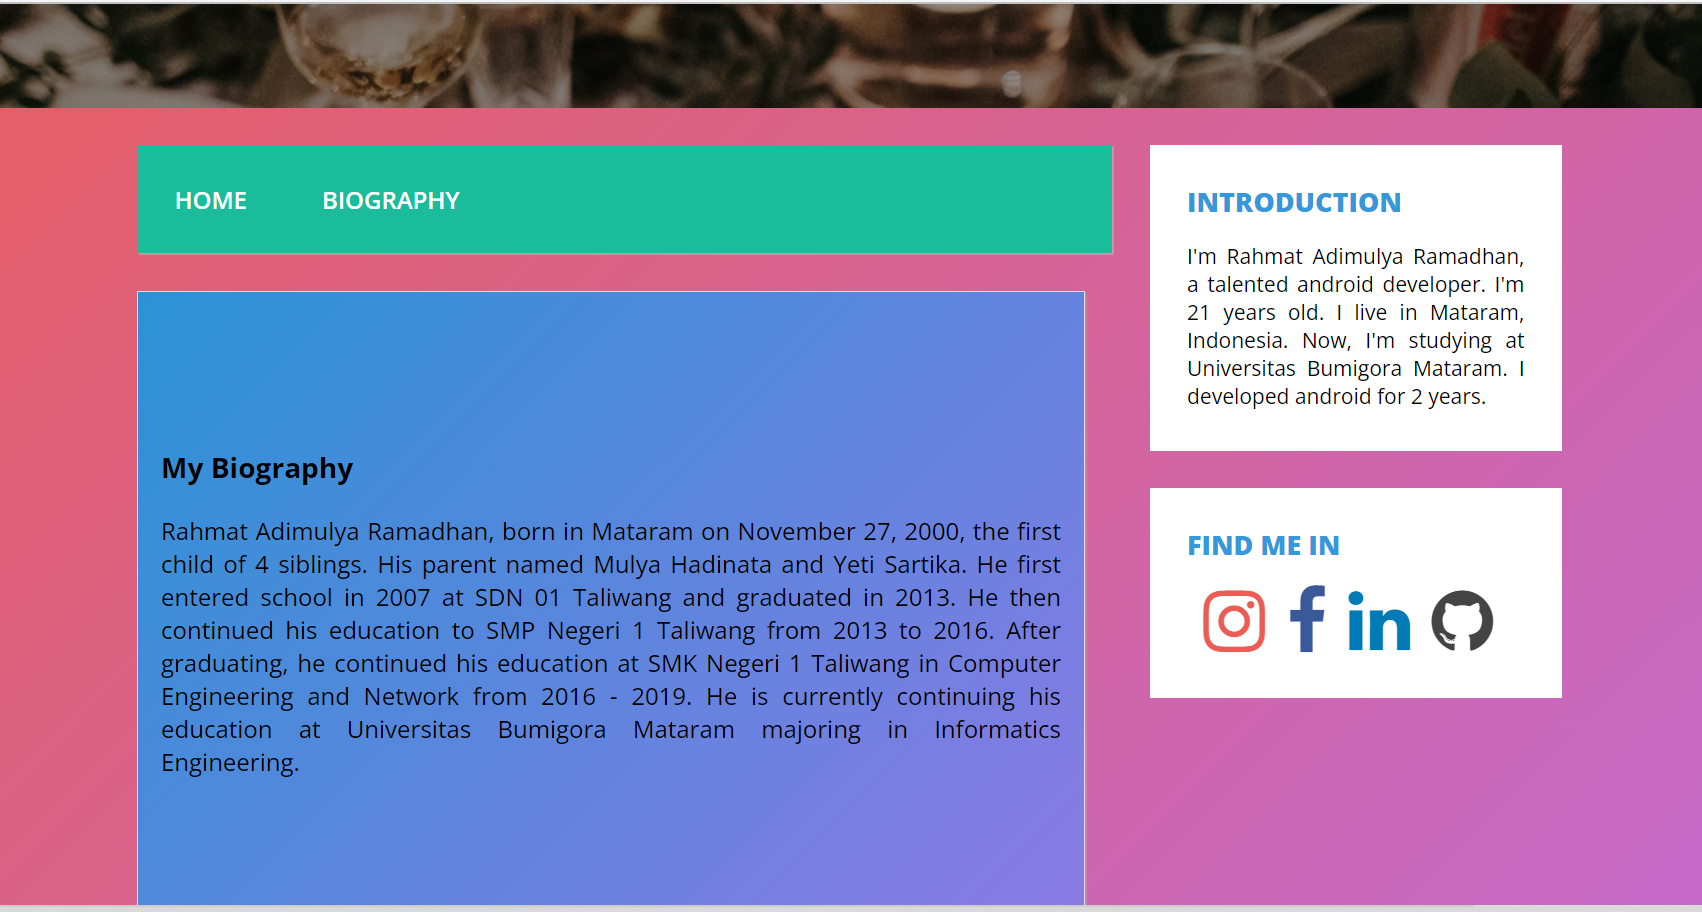 HOME
BIOGRAPHY
My Biography
Rahmat Adimulya Ramadhan, born in Mataram on November 27, 2000, the first
child of 4 siblings. His parent named Mulya Hadinata and Yeti Sartika. He first
entered school in 2007 at SDN 01 Taliwang and graduated in 2013. He then
continued his education to SMP Negeri 1 Taliwang from 2013 to 2016. After
graduating, he continued his education at SMK Negeri 1 Taliwang in Computer
Engineering and Network from 2016 - 2019. He is currently continuing his
education at Universitas Bumigora Mataram majoring in Informatics
Engineering.
INTRODUCTION
I'm Rahmat Adimulya Ramadhan,
a talented android developer. I'm
21 years old. I live in Mataram,
Indonesia. Now, I'm studying at
Universitas Bumigora Mataram. I
developed android for 2 years.
FIND ME IN